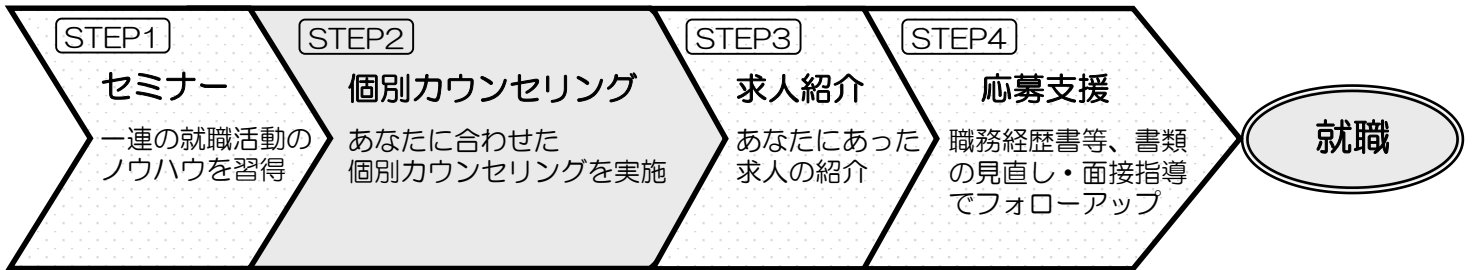 STEP1
セミナー
一連の就職活動の
ノウハウを習得
STEP2
個別カウンセリング
あなたに合わせた
個別カウンセリングを実施
STEP3
求人紹介
あなたにあった
求人の紹介
STEP4
応募支援
職務経歴書等、書類
の見直し・面接指導
でフォローアップ
就職